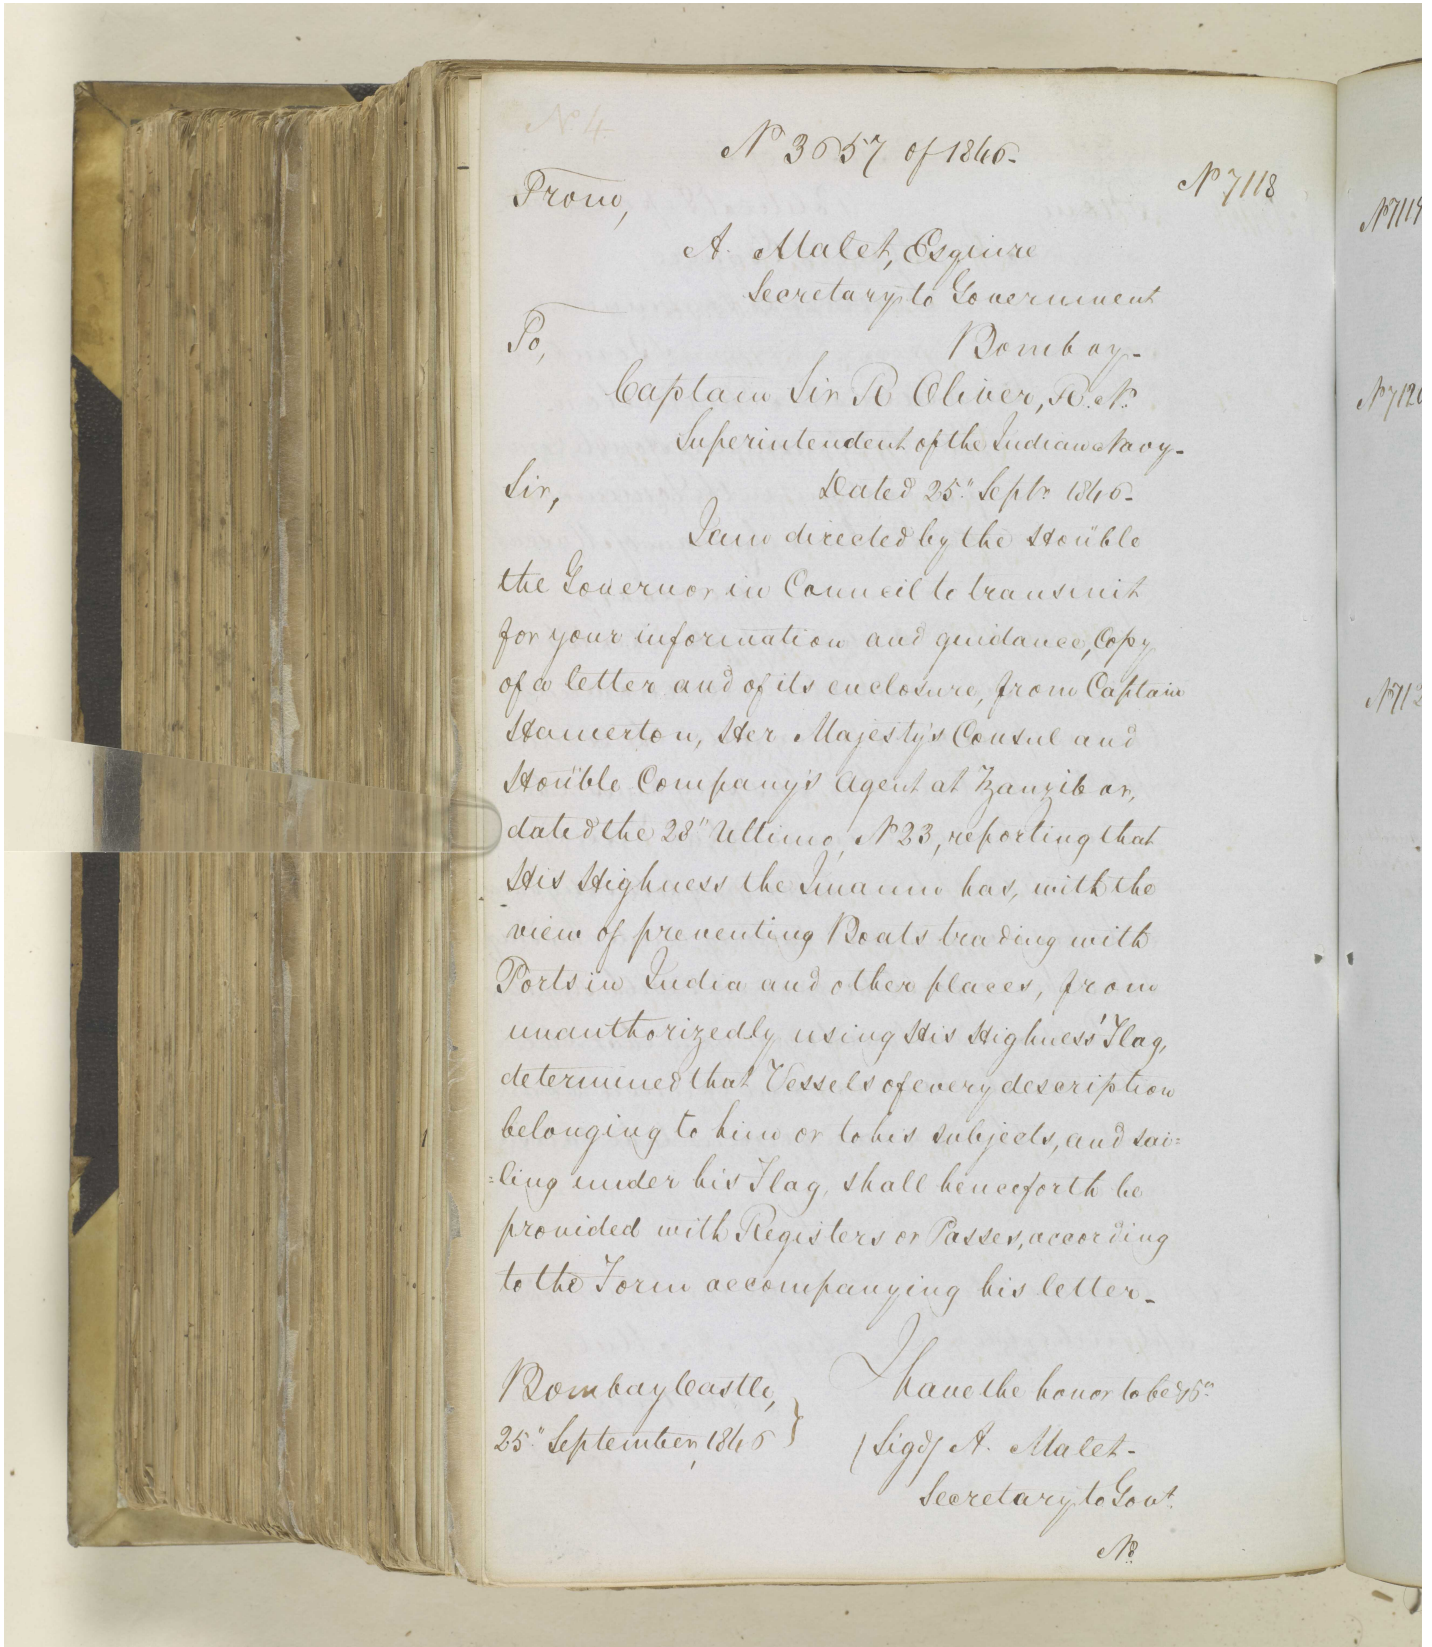 No 4
No 3657 of 1846-
No 7118
From,
A. Malet, Esquire
Secretary to Government
To,
Bombay-
Captain Sir R Oliver, R. N.
Superintendent of the Indian Navy-
Sir,
Dated 25" Septr 1846-
I am directed by the Hon'ble
the Governor in Council to transmit
for your information and guidance, Copy
of a letter and of its enclosure, from Captain
Hamerton, Her Majesty's Consul and
Hon'ble Company's Agent at Zanzibar,
dated the 28" Ultimo, No 23, reporting that
His Highness the Imaum has, with the
view of preventing Boats trading with
Ports in India and other places, from
unauthorizedly using His Highness' Flag,
determined that Vessels of every description
belonging to him or to his subjects, and sai=
=ling under his Flag, shall henceforth be
provided with Registers or Passes, according
to the Form accompanying his letter-
Bombay Castle,
I have the honor to be &ca
25" September, 1846
(Sigd) A. Malet-
Secretary to Govt.
No
No 7119
No 7120
No 712